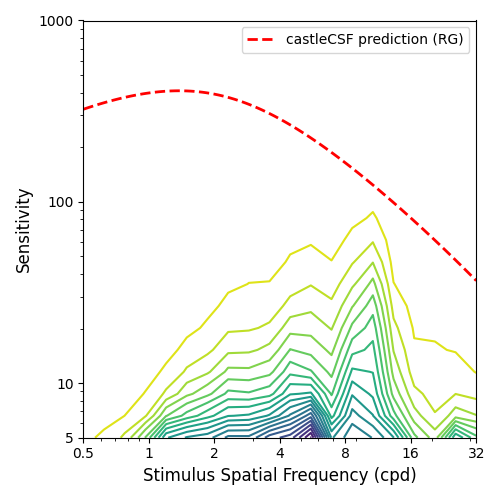 1000
100
10
5
Sensitivity
castleCSF prediction (RG)
0.5 1 2 4 8 16 32
Stimulus Spatial Frequency (cpd)